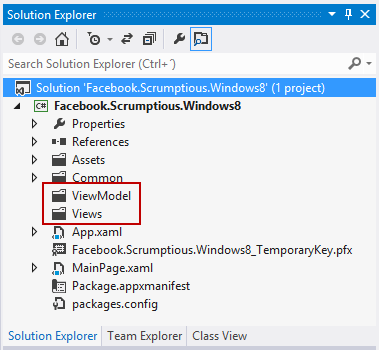 Solution Explorer
Search Solution Explorer (Ctrl+´)
Solution 'Facebook.Scrumptious.Windows8' (1 project)
C# Facebook.Scrumptious.Windows8
Properties
References
Assets
Common
ViewModel
Views
App.xaml
Facebook.Scrumptious.Windows8_TemporaryKey.pfx
MainPage.xaml
Package.appxmanifest
packages.config
Solution Explorer Team Explorer Class View